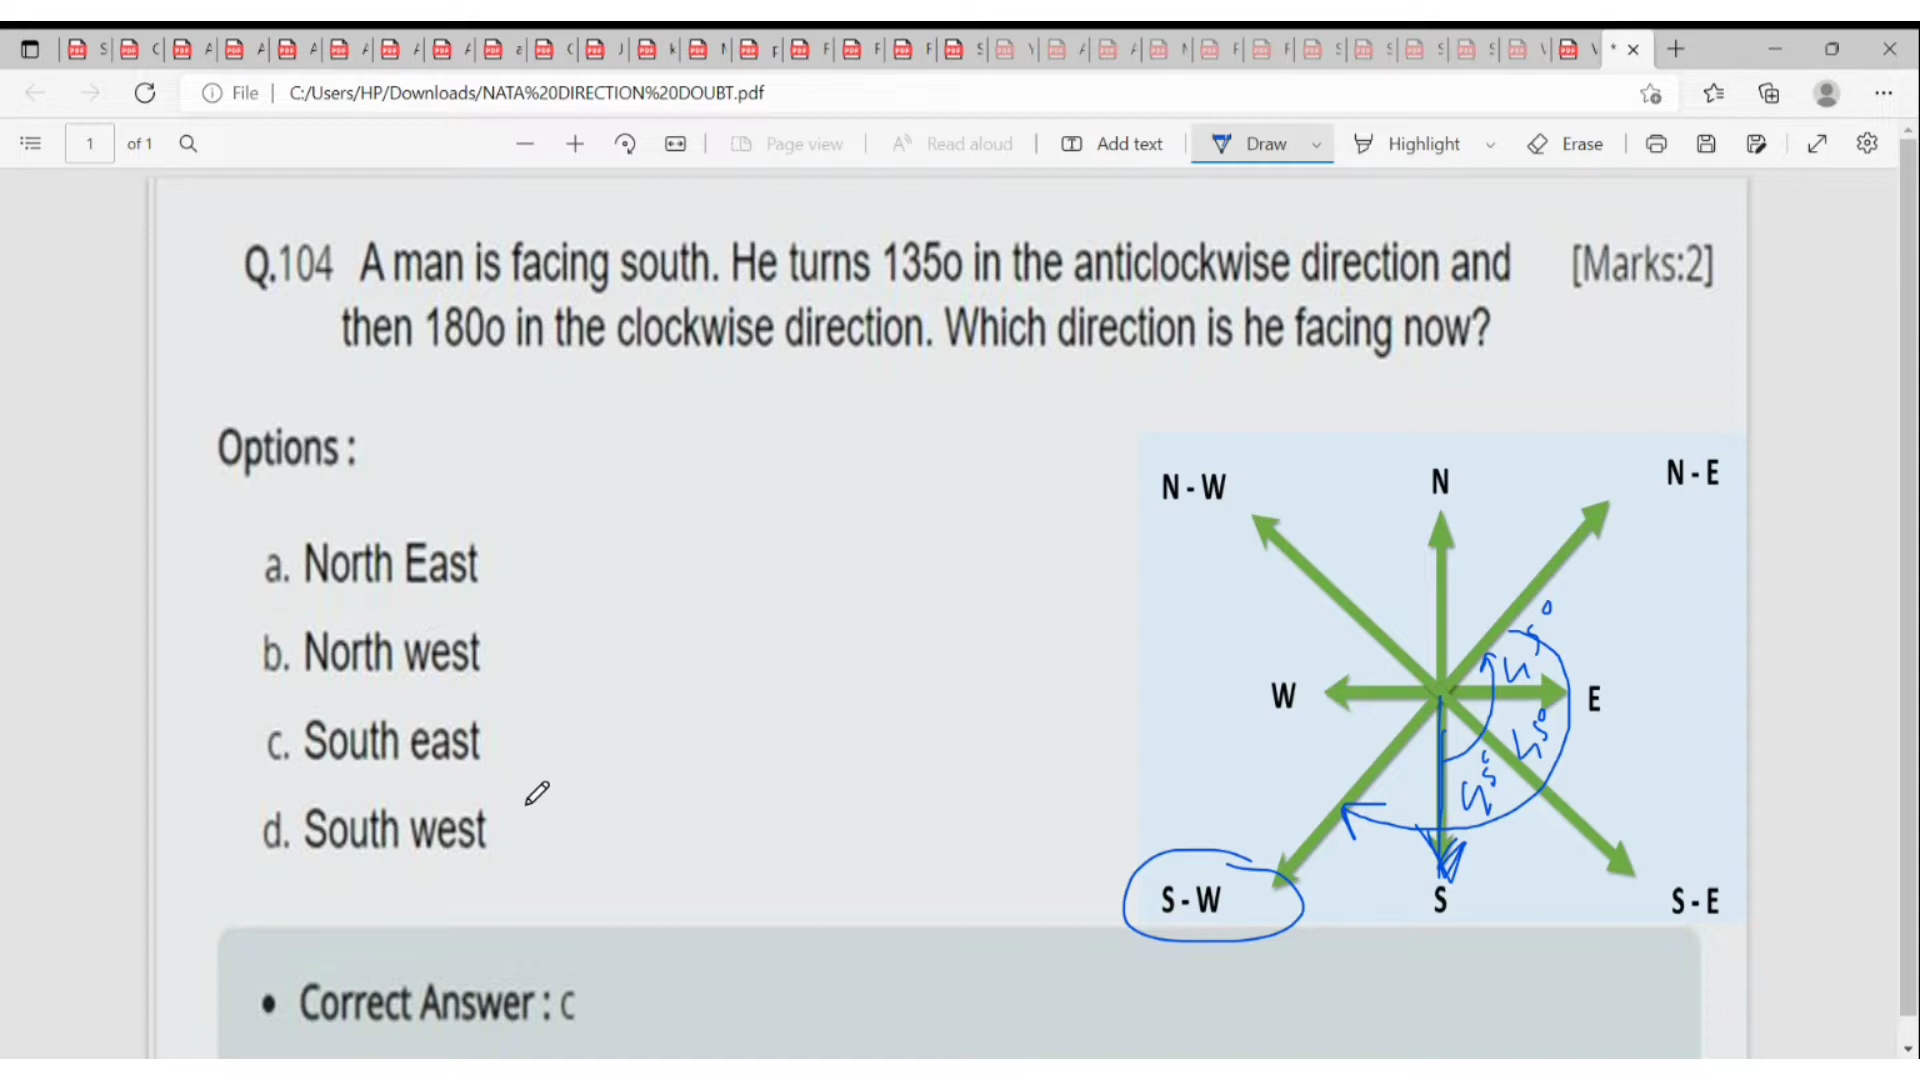 File | C:/Users/HP/Downloads/NATA%20DIRECTION%20DOUBT.pdf
1 of 1 Page view Read aloud Add text Draw Highlight Erase
Q.104 A man is facing south. He turns 135o in the anticlockwise direction and [Marks:2]
then 180o in the clockwise direction. Which direction is he facing now?
Options :
a. North East
b. North west
c. South east
d. South west
N - W N N - E
W E
S - W S S - E
45°
45°
45°
• Correct Answer : C